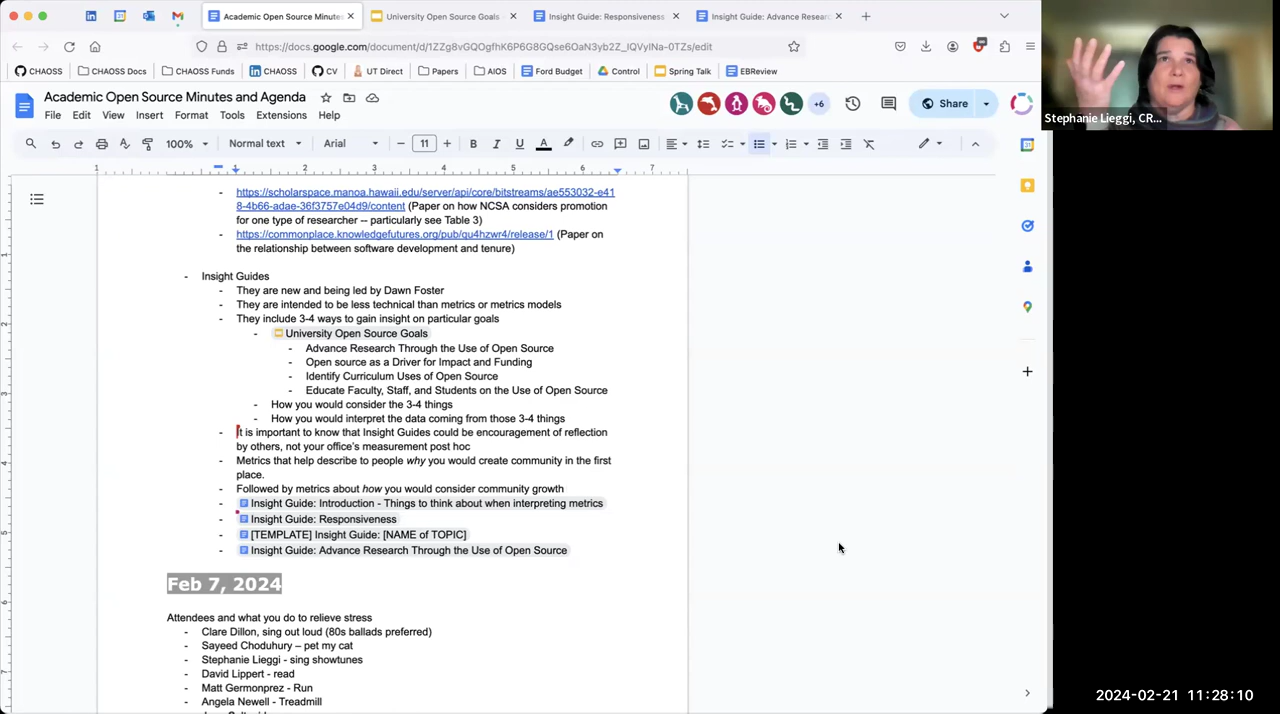 Academic Open Source Minutes
University Open Source Goals
Insight Guide: Responsiveness
Insight Guide: Advance Resear
https://docs.google.com/document/d/1ZZg8vGQOgfhK6P6G8GQse6OaN3yb2Z_IQVylNa-0TZs/edit
CHAOSS
CHAOSS Docs
CHAOSS Funds
CHAOSS
CV
UT Direct
Papers
AIOS
Ford Budget
Control
Spring Talk
EBReview
Academic Open Source Minutes and Agenda
File Edit View Insert Format Tools Extensions Help
+6
Share
100%
Normal text
Arial
11
B I U A
1 1 2 3 4 5 6 7
- https://scholarspace.manoa.hawaii.edu/server/api/core/bitstreams/ae553032-e41
8-4b66-adae-36f3757e04d9/content (Paper on how NCSA considers promotion
for one type of researcher -- particularly see Table 3)
- https://commonplace.knowledgefutures.org/pub/qu4hzwr4/release/1 (Paper on
the relationship between software development and tenure)
- Insight Guides
- They are new and being led by Dawn Foster
- They are intended to be less technical than metrics or metrics models
- They include 3-4 ways to gain insight on particular goals
- University Open Source Goals
- Advance Research Through the Use of Open Source
- Open source as a Driver for Impact and Funding
- Identify Curriculum Uses of Open Source
- Educate Faculty, Staff, and Students on the Use of Open Source
- How you would consider the 3-4 things
- How you would interpret the data coming from those 3-4 things
- It is important to know that Insight Guides could be encouragement of reflection
by others, not your office's measurement post hoc
- Metrics that help describe to people why you would create community in the first
place.
- Followed by metrics about how you would consider community growth
- Insight Guide: Introduction - Things to think about when interpreting metrics
- Insight Guide: Responsiveness
- [TEMPLATE] Insight Guide: [NAME of TOPIC]
- Insight Guide: Advance Research Through the Use of Open Source
Feb 7, 2024
Attendees and what you do to relieve stress
- Clare Dillon, sing out loud (80s ballads preferred)
- Sayeed Choduhury – pet my cat
- Stephanie Lieggi - sing showtunes
- David Lippert - read
- Matt Germonprez - Run
- Angela Newell - Treadmill
Stephanie Lieggi, CR...
2024-02-21 11:28:10